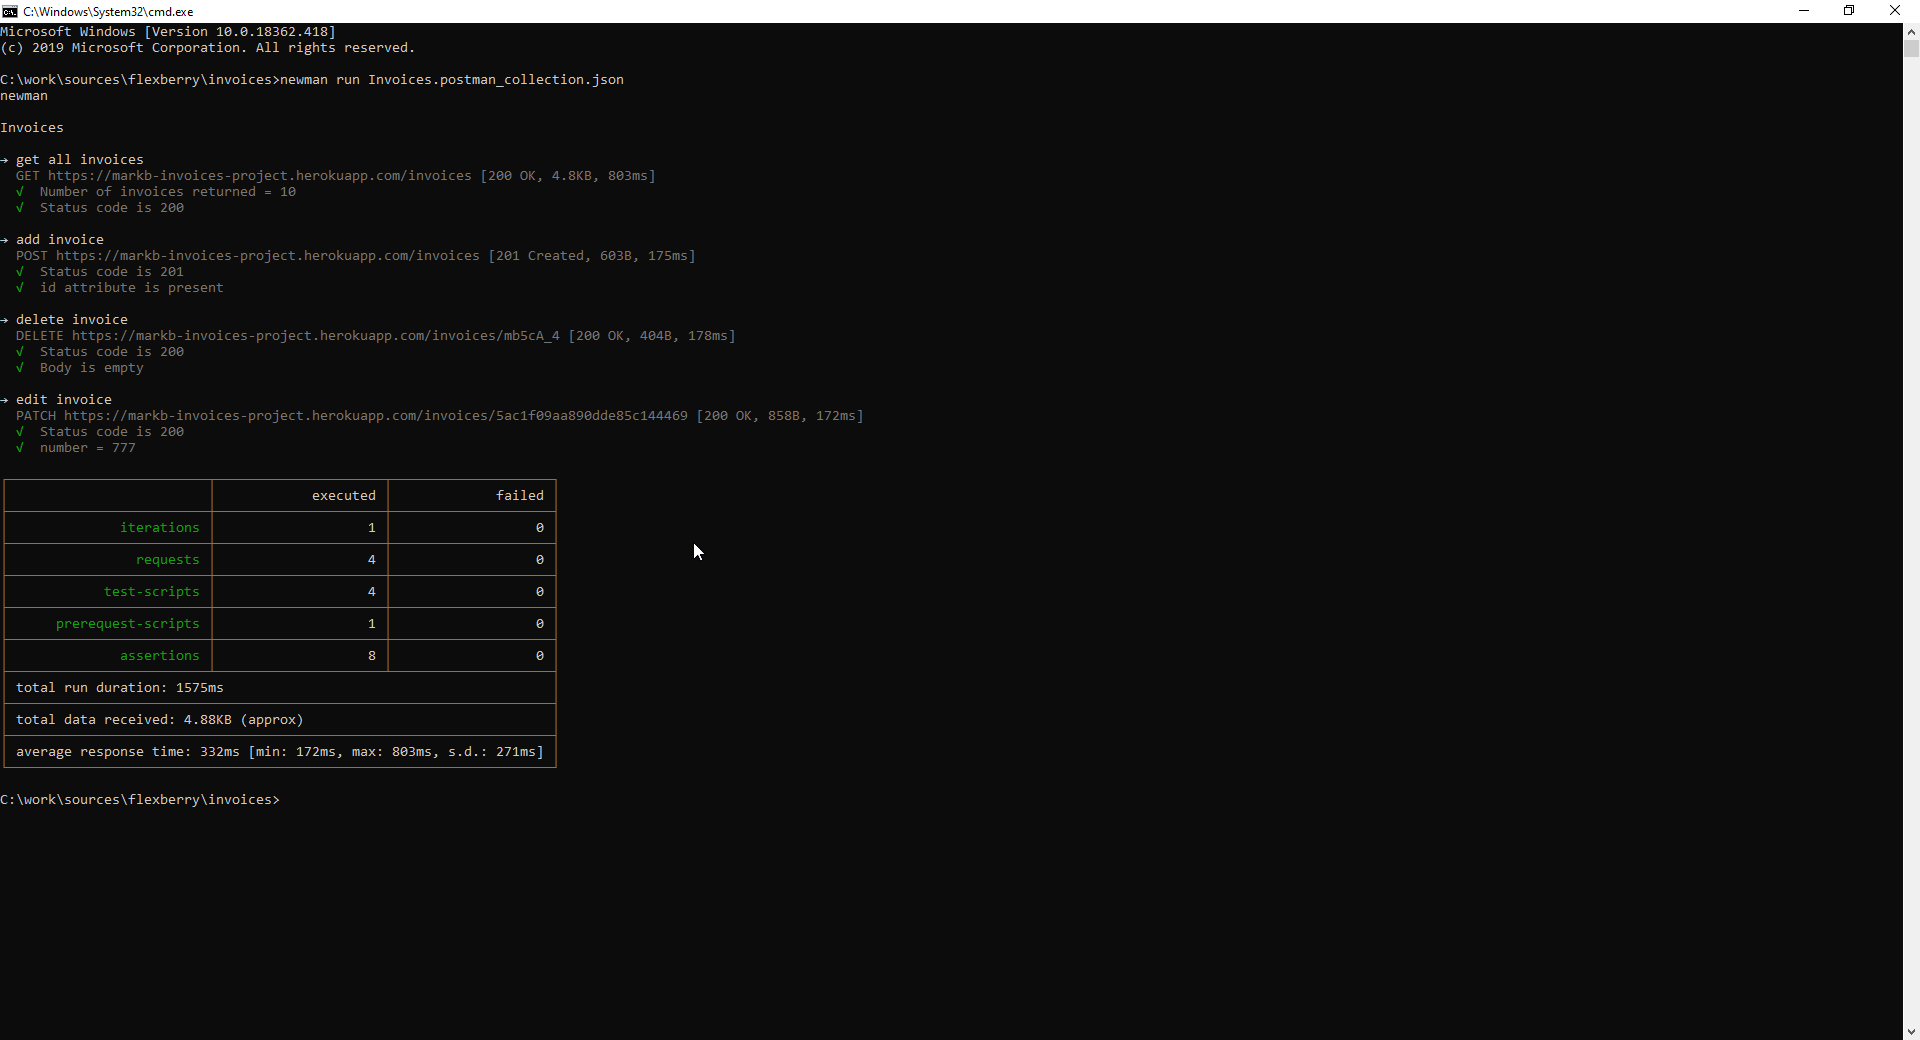 C:\Windows\System32\cmd.exe
Microsoft Windows [Version 10.0.18362.418]
(c) 2019 Microsoft Corporation. All rights reserved.
C:\work\sources\flexberry\invoices>newman run Invoices.postman_collection.json
newman
Invoices
→ get all invoices
GET https://markb-invoices-project.herokuapp.com/invoices [200 OK, 4.8KB, 803ms]
√ Number of invoices returned = 10
√ Status code is 200
→ add invoice
POST https://markb-invoices-project.herokuapp.com/invoices [201 Created, 603B, 175ms]
√ Status code is 201
√ id attribute is present
→ delete invoice
DELETE https://markb-invoices-project.herokuapp.com/invoices/mb5cA_4 [200 OK, 404B, 178ms]
√ Status code is 200
√ Body is empty
→ edit invoice
PATCH https://markb-invoices-project.herokuapp.com/invoices/5ac1f09aa890dde85c144469 [200 OK, 858B, 172ms]
√ Status code is 200
√ number = 777
executed failed
iterations 1 0
requests 4 0
test-scripts 4 0
prerequest-scripts 1 0
assertions 8 0
total run duration: 1575ms
total data received: 4.88KB (approx)
average response time: 332ms [min: 172ms, max: 803ms, s.d.: 271ms]
C:\work\sources\flexberry\invoices>